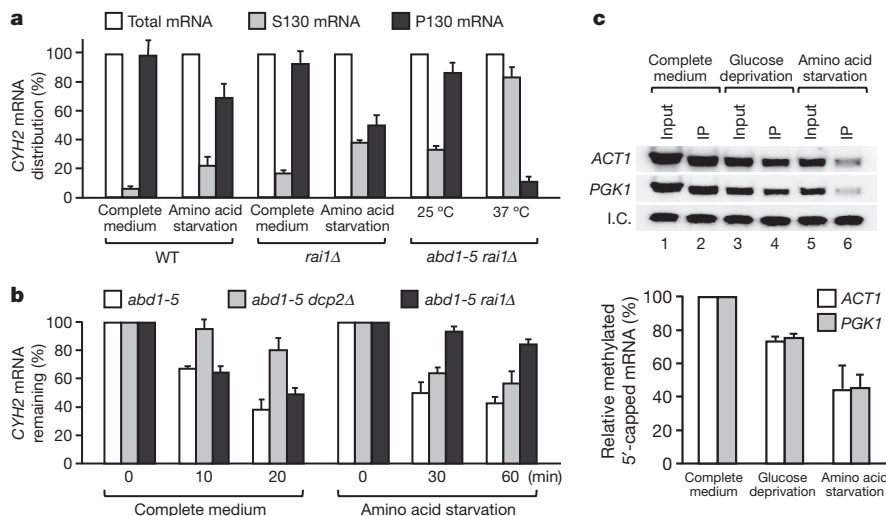 a
Total mRNA S130 mRNA P130 mRNA
CYH2 mRNA
distribution (%)
100
80
60
40
20
0
Complete
medium
Amino acid
starvation
Complete
medium
Amino acid
starvation
25 °C 37 °C
WT rai1Δ abd1-5 rai1Δ
b
abd1-5 abd1-5 dcp2Δ abd1-5 rai1Δ
CYH2 mRNA
remaining (%)
100
80
60
40
20
0
0 10 20 0 30 60 (min)
Complete medium Amino acid starvation
c
Complete
medium
Glucose
deprivation
Amino acid
starvation
Input IP Input IP Input IP
ACT1
PGK1
I.C.
1 2 3 4 5 6
Relative methylated
5′-capped mRNA (%)
100
80
60
40
20
0
ACT1
PGK1
Complete
medium
Glucose
deprivation
Amino acid
starvation